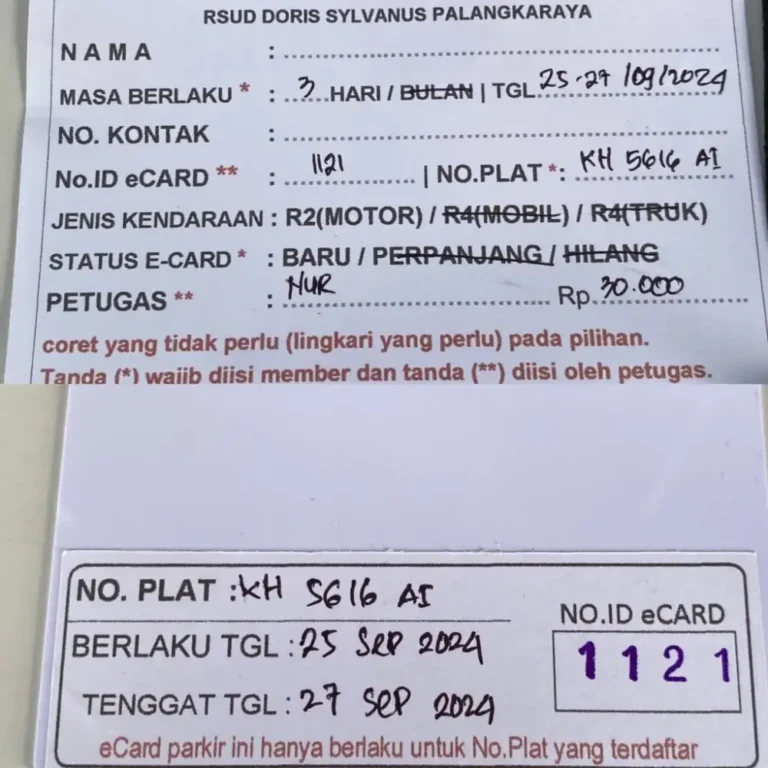 RSUD DORIS SYLVANUS PALANGKARAYA
NAMA :
MASA BERLAKU * : 3 HARI / BULAN | TGL. 25-27 /09/2024
NO. KONTAK :
No.ID eCARD ** : 1121 | NO.PLAT *: KH 5616 AI
JENIS KENDARAAN : R2(MOTOR) / R4(MOBIL) / R4(TRUK)
STATUS E-CARD * : BARU / PERPANJANG / HILANG
PETUGAS ** : NUR Rp. 30.000
coret yang tidak perlu (lingkari yang perlu) pada pilihan.
Tanda (*) wajib diisi member dan tanda (**) diisi oleh petugas.
NO. PLAT : KH 5616 AI
BERLAKU TGL : 25 SEP 2024
TENGGAT TGL : 27 SEP 2024
NO.ID eCARD
1121
eCard parkir ini hanya berlaku untuk No.Plat yang terdaftar